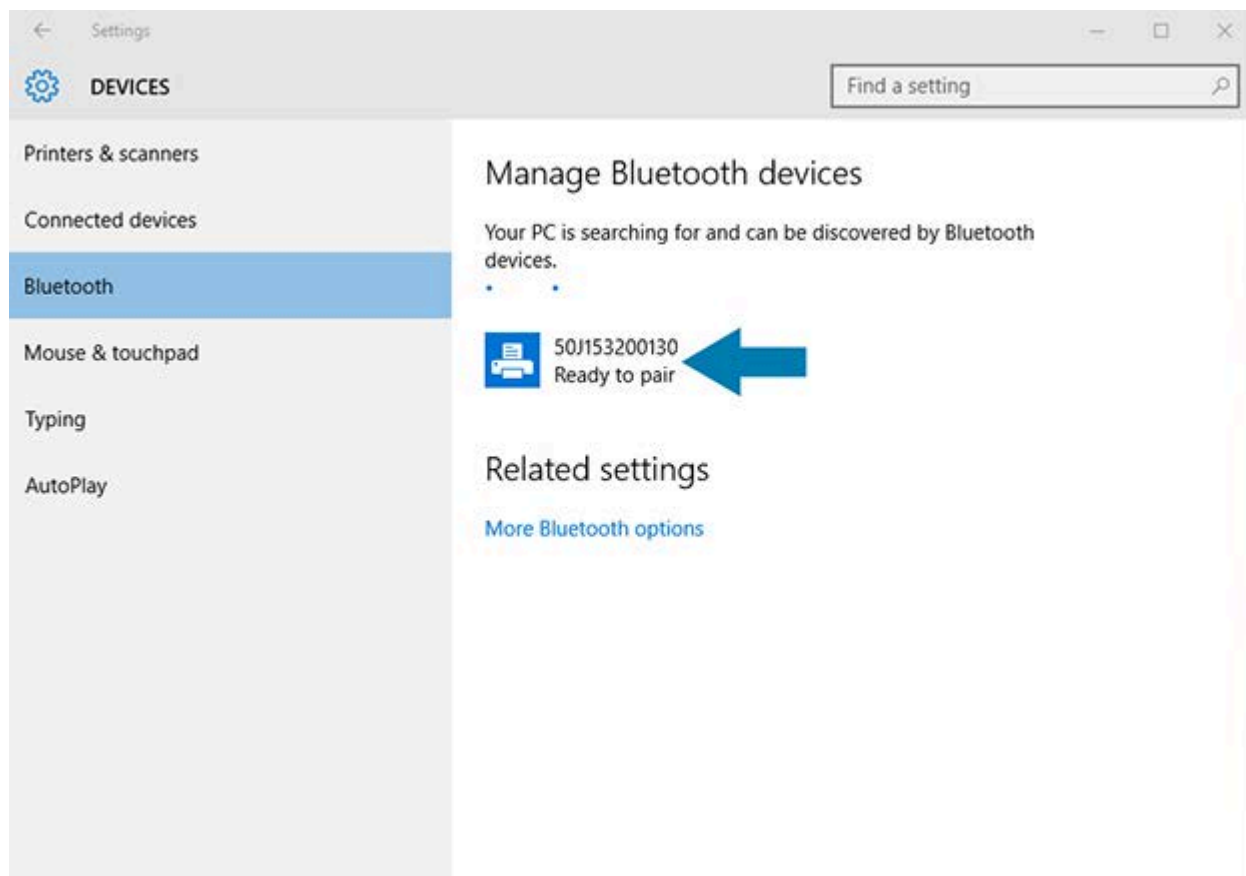 Settings
DEVICES
Find a setting
Printers & scanners
Connected devices
Bluetooth
Mouse & touchpad
Typing
AutoPlay
Manage Bluetooth devices
Your PC is searching for and can be discovered by Bluetooth
devices.
50J153200130
Ready to pair
Related settings
More Bluetooth options